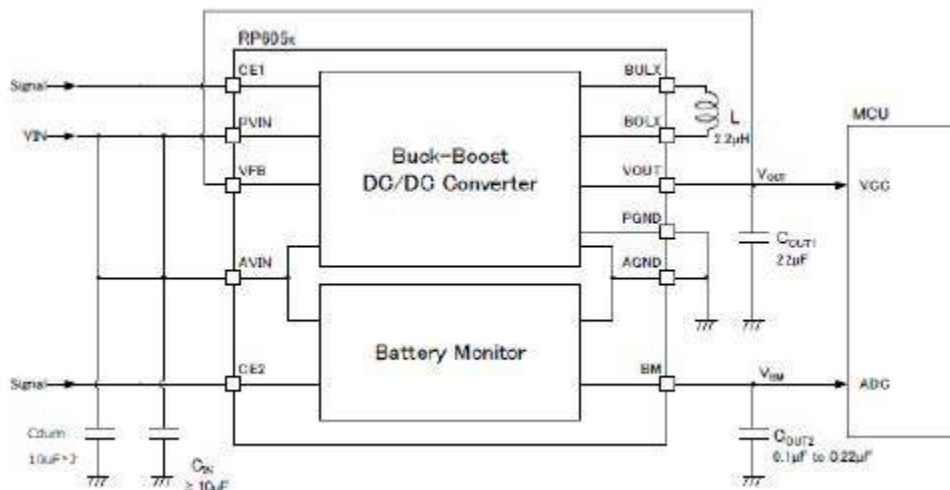 RP605x
Signal
CE1
BULX
VIN
PVIN
BOLX
L
2.2μH
MCU
Buck-Boost
DC/DC Converter
VFB
VOUT
VOUT
VCC
PGND
COUT1
22μF
AVIN
AGND
Battery Monitor
Signal
CE2
BM
VBM
ADC
Cdum
10uF*2
CIN
≥ 10μF
COUT2
0.1μF to 0.22μF